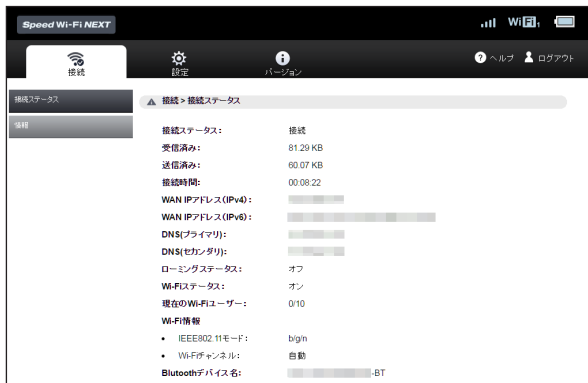 Speed Wi-Fi NEXT
WiFi
接続
設定
バージョン
ヘルプ
ログアウト
接続ステータス
情報
接続 > 接続ステータス
接続ステータス: 接続
受信済み: 81.29 KB
送信済み: 60.07 KB
接続時間: 00:08:22
WAN IPアドレス(IPv4):
WAN IPアドレス(IPv6):
DNS(プライマリ):
DNS(セカンダリ):
ローミングステータス: オフ
Wi-Fiステータス: オン
現在のWi-Fiユーザー: 0/10
Wi-Fi情報
• IEEE802.11モード: b/g/n
• Wi-Fiチャンネル: 自動
Blutoothデバイス名: -BT